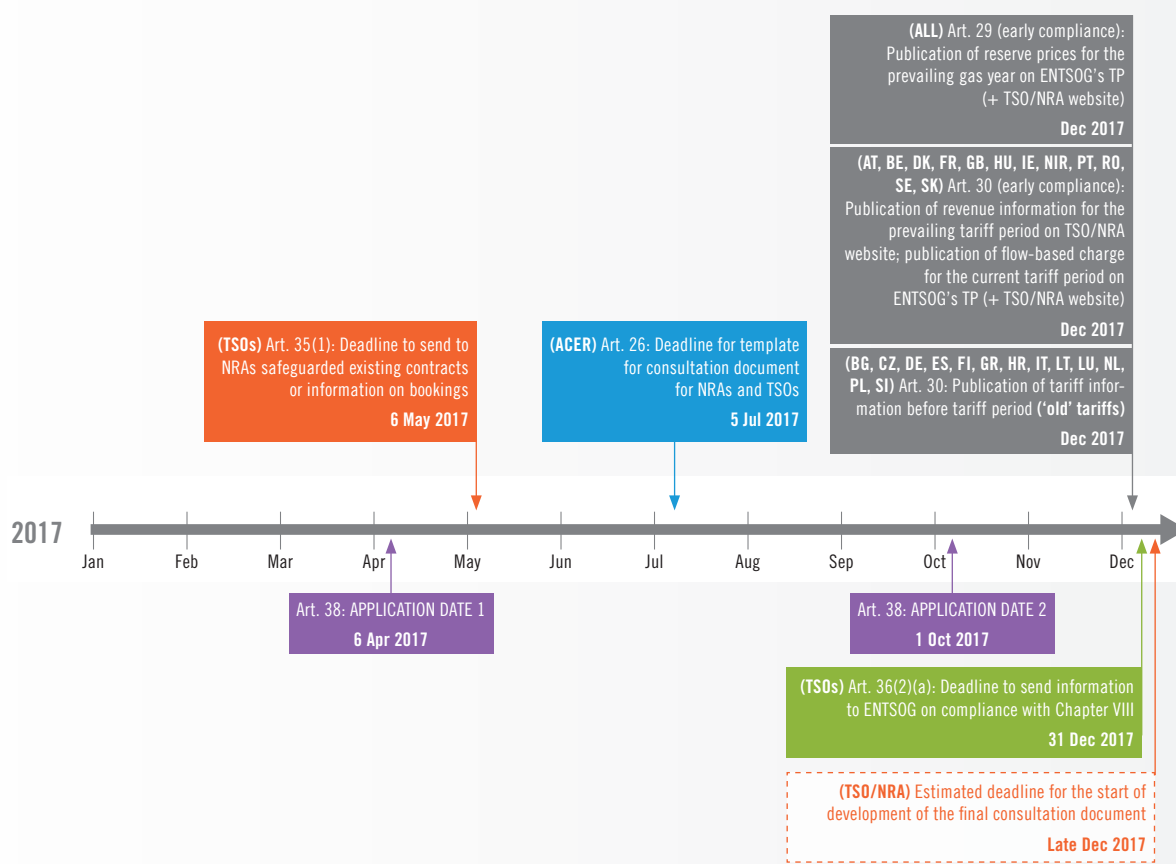 (ALL) Art. 29 (early compliance):
Publication of reserve prices for the
prevailing gas year on ENTSOG's TP
(+ TSO/NRA website)
Dec 2017
(AT, BE, DK, FR, GB, HU, IE, NIR, PT, RO,
SE, SK) Art. 30 (early compliance):
Publication of revenue information for the
prevailing tariff period on TSO/NRA
website; publication of flow-based charge
for the current tariff period on
ENTSOG's TP (+ TSO/NRA website)
Dec 2017
(BG, CZ, DE, ES, FI, GR, HR, IT, LT, LU, NL,
PL, SI) Art. 30: Publication of tariff infor-
mation before tariff period ('old' tariffs)
Dec 2017
(TSOs) Art. 35(1): Deadline to send to
NRAs safeguarded existing contracts
or information on bookings
6 May 2017
(ACER) Art. 26: Deadline for template
for consultation document
for NRAs and TSOs
5 Jul 2017
2017
Jan Feb Mar Apr May Jun Jul Aug Sep Oct Nov Dec
Art. 38: APPLICATION DATE 1
6 Apr 2017
Art. 38: APPLICATION DATE 2
1 Oct 2017
(TSOs) Art. 36(2)(a): Deadline to send information
to ENTSOG on compliance with Chapter VIII
31 Dec 2017
(TSO/NRA) Estimated deadline for the start of
development of the final consultation document
Late Dec 2017